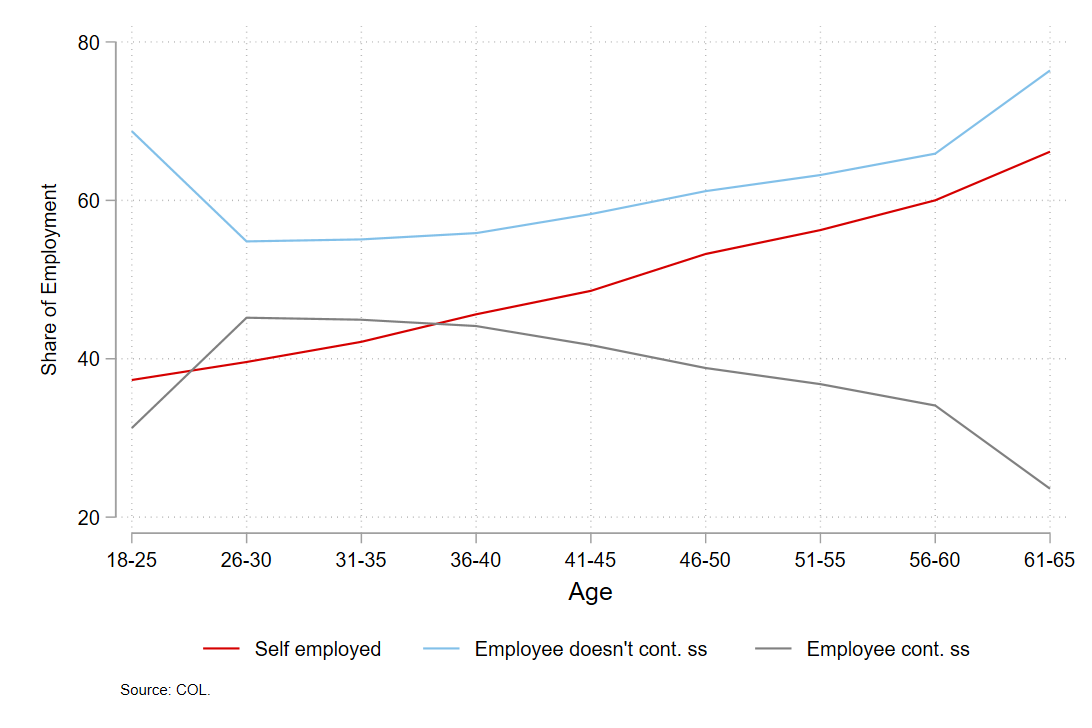 80
60
40
20
Share of Employment
18-25 26-30 31-35 36-40 41-45 46-50 51-55 56-60 61-65
Age
Self employed Employee doesn't cont. ss Employee cont. ss
Source: COL.